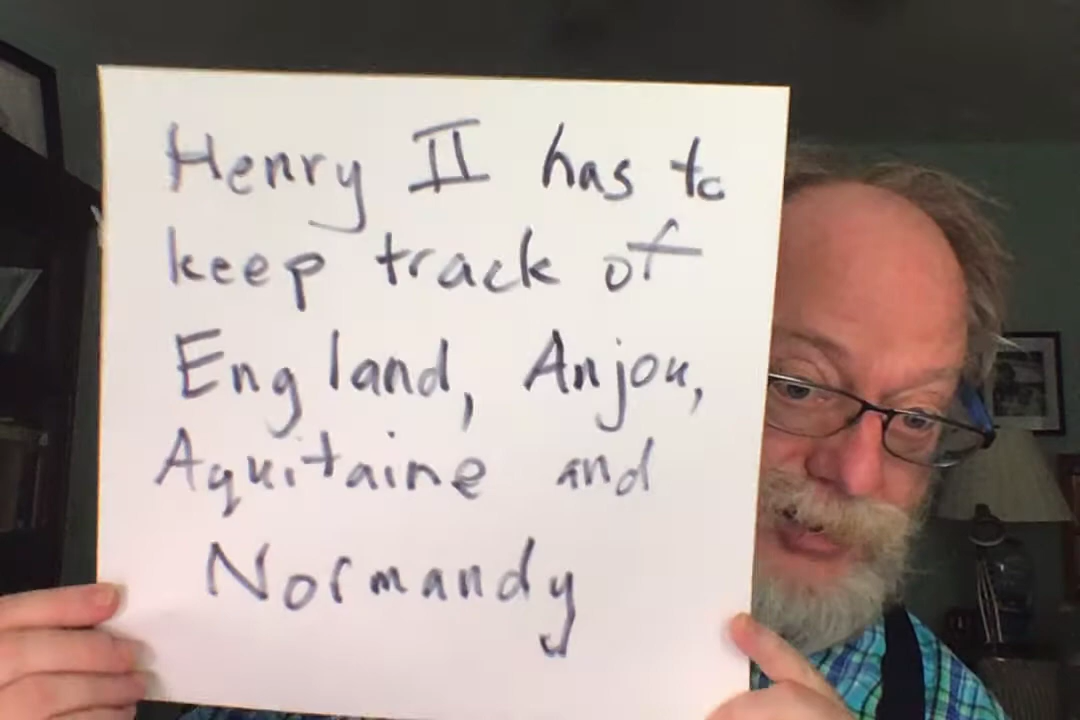 Henry II has to
keep track of
England, Anjou,
Aquitaine and
Normandy